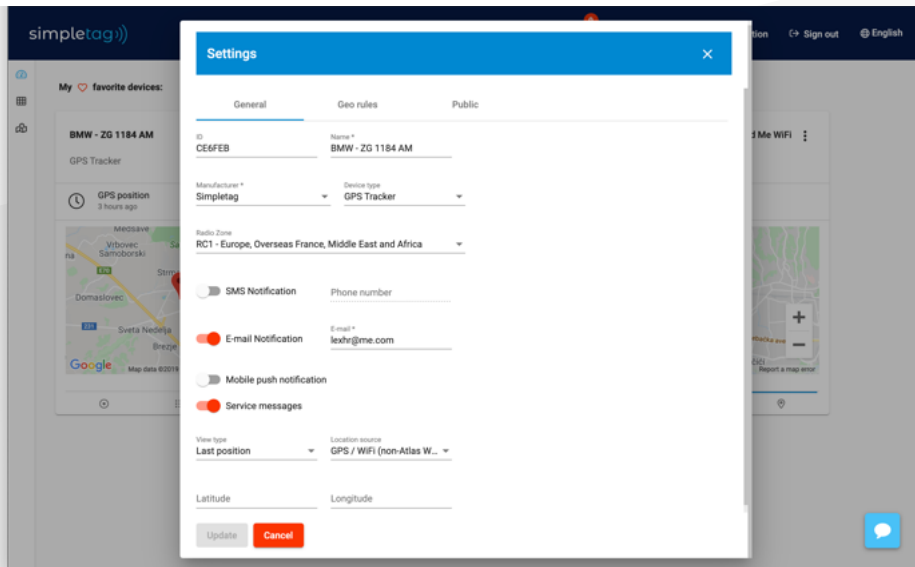 simpletag
Sign out
English
My favorite devices:
BMW - ZG 1184 AM
GPS Tracker
GPS position
3 hours ago
Vrbovec
Samoborski
Domaslovec
Sveta Nedelja
Brezje
Google
Map data ©2019
Settings
General
Geo rules
Public
ID
CE6FEB
Name *
BMW - ZG 1184 AM
Manufacturer *
Simpletag
Device type
GPS Tracker
Radio Zone
RC1 - Europe, Overseas France, Middle East and Africa
SMS Notification
Phone number
E-mail Notification
E-mail *
lexhr@me.com
Mobile push notification
Service messages
View type
Last position
Location source
GPS / WiFi (non-Atlas W...
Latitude
Longitude
Update
Cancel
Me WiFi
Report a map error